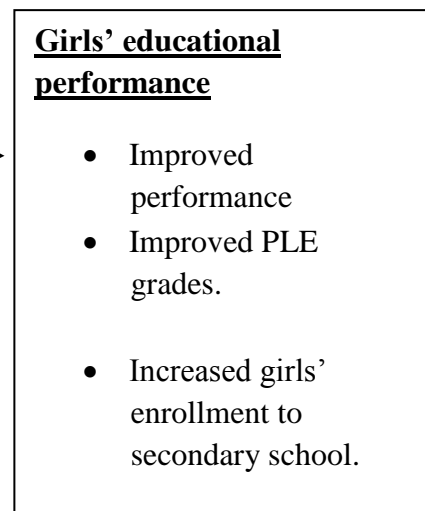 Girls’ educational
performance
• Improved
performance
• Improved PLE
grades.
• Increased girls’
enrollment to
secondary school.